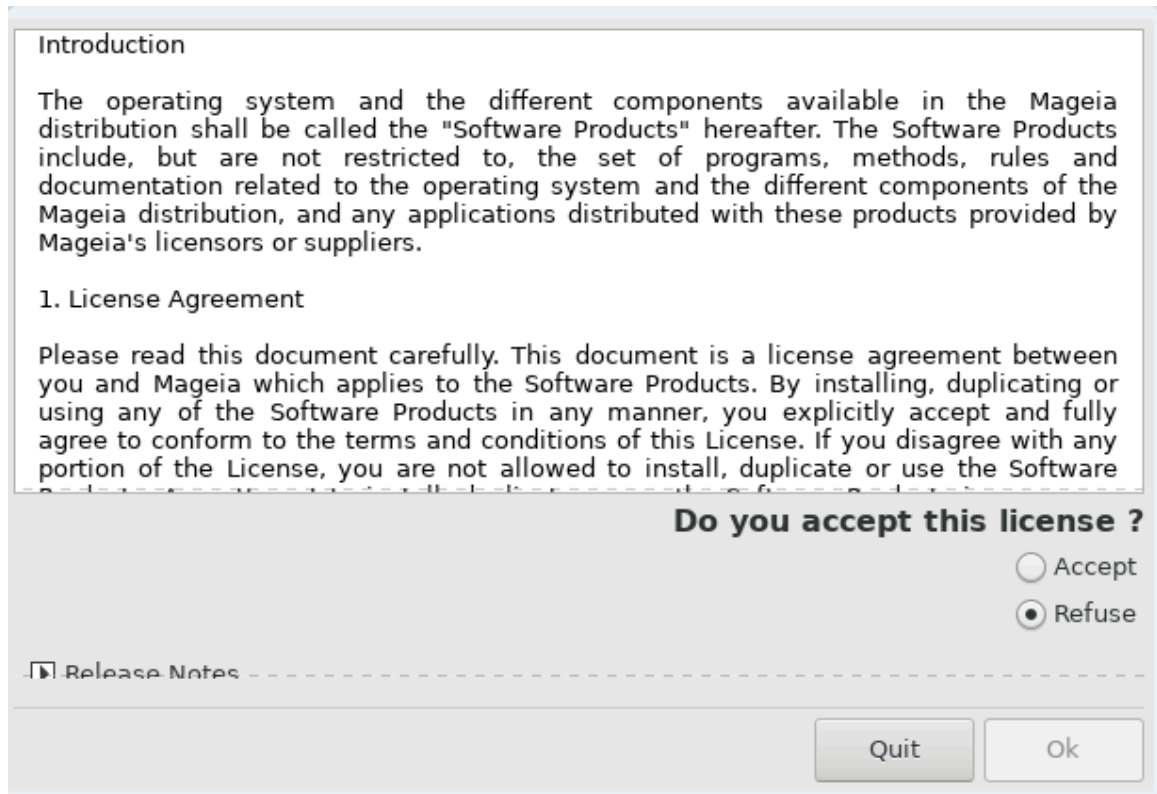 Introduction
The operating system and the different components available in the Mageia
distribution shall be called the "Software Products" hereafter. The Software Products
include, but are not restricted to, the set of programs, methods, rules and
documentation related to the operating system and the different components of the
Mageia distribution, and any applications distributed with these products provided by
Mageia's licensors or suppliers.
1. License Agreement
Please read this document carefully. This document is a license agreement between
you and Mageia which applies to the Software Products. By installing, duplicating or
using any of the Software Products in any manner, you explicitly accept and fully
agree to conform to the terms and conditions of this License. If you disagree with any
portion of the License, you are not allowed to install, duplicate or use the Software
Do you accept this license ?
Accept
Refuse
Release Notes
Quit
Ok